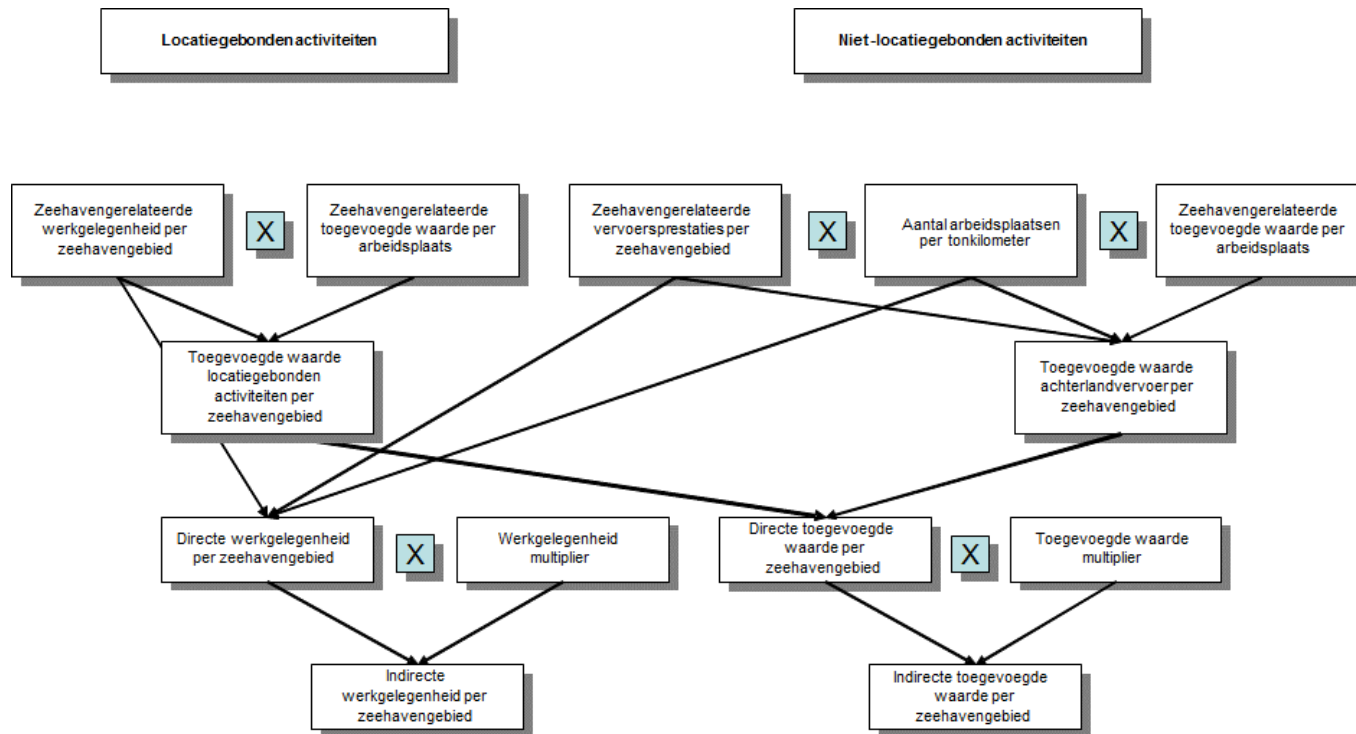 Locatiegebonden activiteiten
Niet-locatiegebonden activiteiten
Zeehavengerelateerde
werkgelegenheid per
zeehavengebied
X
Zeehavengerelateerde
toegevoegde waarde per
arbeidsplaats
Zeehavengerelateerde
vervoersprestaties per
zeehavengebied
X
Aantal arbeidsplaatsen
per tonkilometer
X
Zeehavengerelateerde
toegevoegde waarde per
arbeidsplaats
Toegevoegde waarde
locatiegebonden
activiteiten per
zeehavengebied
Toegevoegde waarde
achterlandvervoer per
zeehavengebied
Directe werkgelegenheid
per zeehavengebied
X
Werkgelegenheid
multiplier
Directe toegevoegde
waarde per
zeehavengebied
X
Toegevoegde waarde
multiplier
Indirecte
werkgelegenheid per
zeehavengebied
Indirecte toegevoegde
waarde per
zeehavengebied